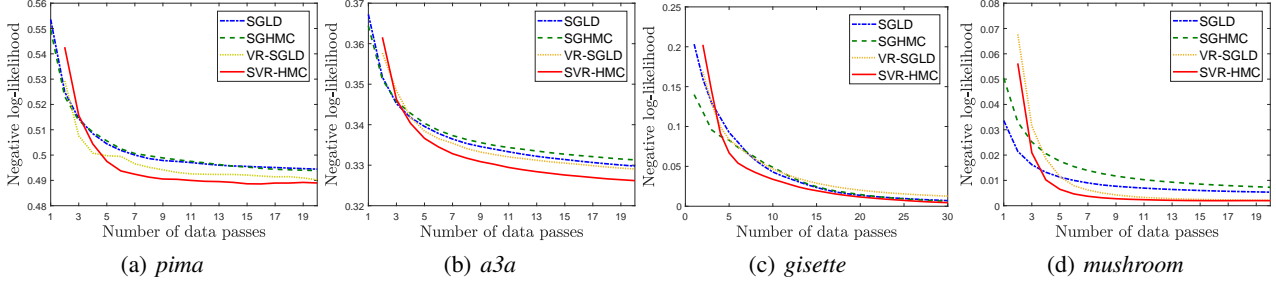 Negative log-likelihood
0.56
0.55
0.54
0.53
0.52
0.51
0.5
0.49
0.48
SGLD
SGHMC
VR-SGLD
SVR-HMC
1 3 5 7 9 11 13 15 17 19
Number of data passes
(a) pima
Negative log-likelihood
0.37
0.36
0.35
0.34
0.33
0.32
SGLD
SGHMC
VR-SGLD
SVR-HMC
1 3 5 7 9 11 13 15 17 19
Number of data passes
(b) a3a
Negative log-likelihood
0.25
0.2
0.15
0.1
0.05
0
SGLD
SGHMC
VR-SGLD
SVR-HMC
0 5 10 15 20 25 30
Number of data passes
(c) gisette
Negative log-likelihood
0.08
0.07
0.06
0.05
0.04
0.03
0.02
0.01
0
SGLD
SGHMC
VR-SGLD
SVR-HMC
1 3 5 7 9 11 13 15 17 19
Number of data passes
(d) mushroom